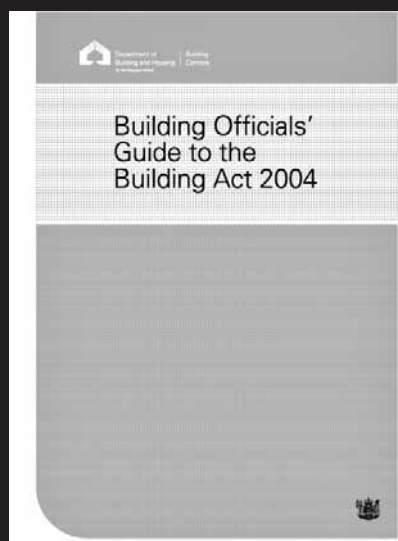 Department of
Building and Housing
Building
Controls
Building Officials'
Guide to the
Building Act 2004